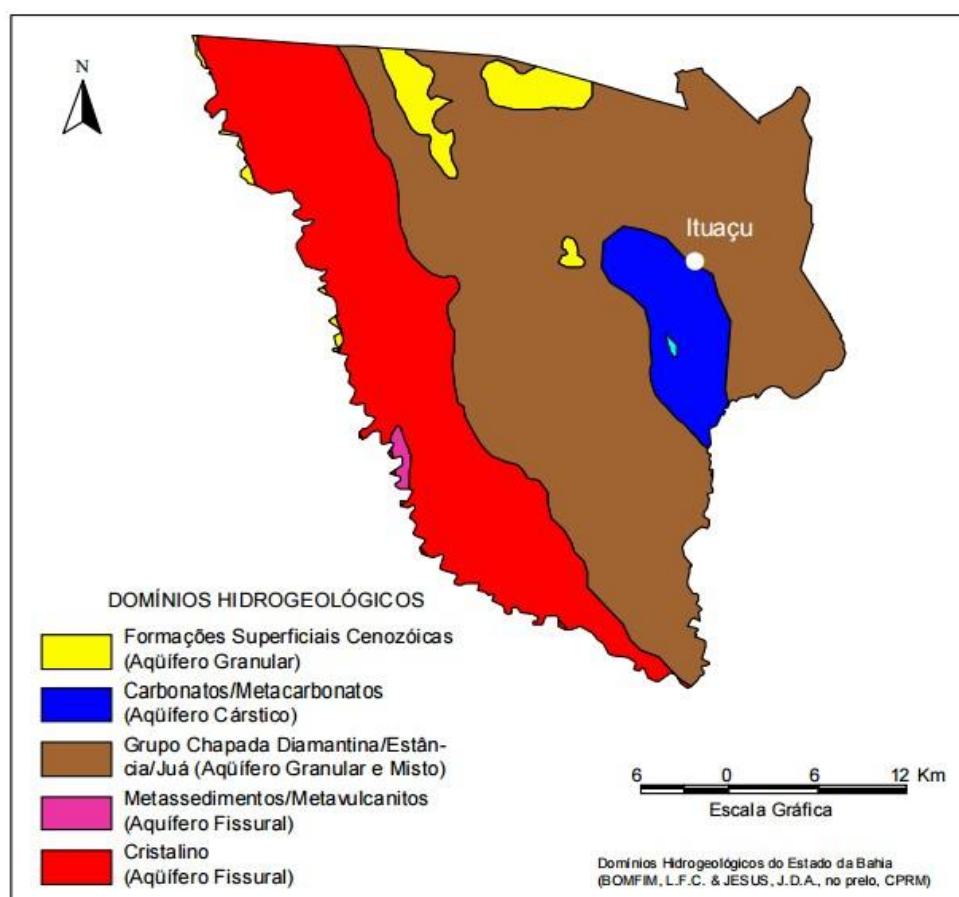 N
Ituaçu
DOMÍNIOS HIDROGEOLÓGICOS
Formações Superficiais Cenozóicas
(Aqüífero Granular)
Carbonatos/Metacarbonatos
(Aqüífero Cárstico)
Grupo Chapada Diamantina/Estân-
cia/Juá (Aqüífero Granular e Misto)
Metassedimentos/Metavulcanitos
(Aquífero Fissural)
Cristalino
(Aqüífero Fissural)
6 0 6 12 Km
Escala Gráfica
Domínios Hidrogeológicos do Estado da Bahia
(BOMFIM, L.F.C. & JESUS, J.D.A., no prelo, CPRM)